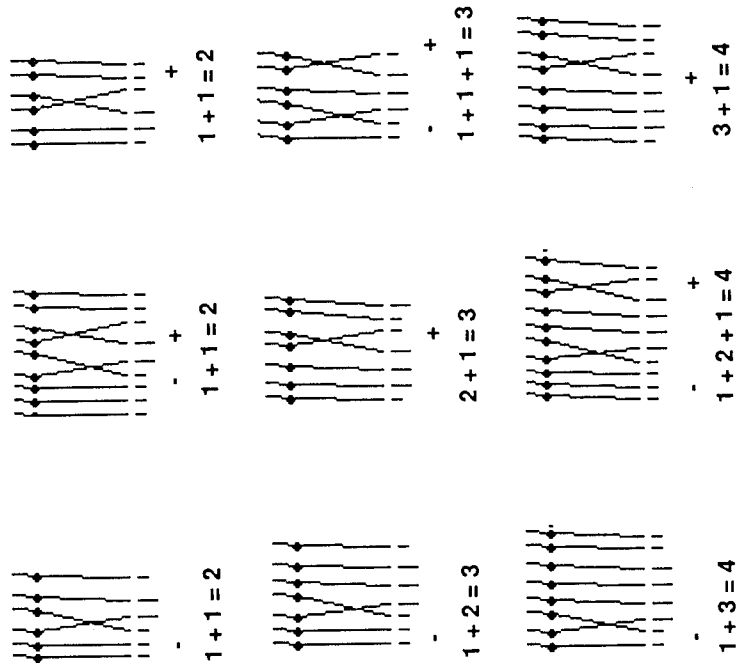 - - + +
1 + 1 = 2 1 + 1 = 2 1 + 1 = 2
- + - +
1 + 2 = 3 2 + 1 = 3 1 + 1 + 1 = 3
- - + +
1 + 3 = 4 1 + 2 + 1 = 4 3 + 1 = 4